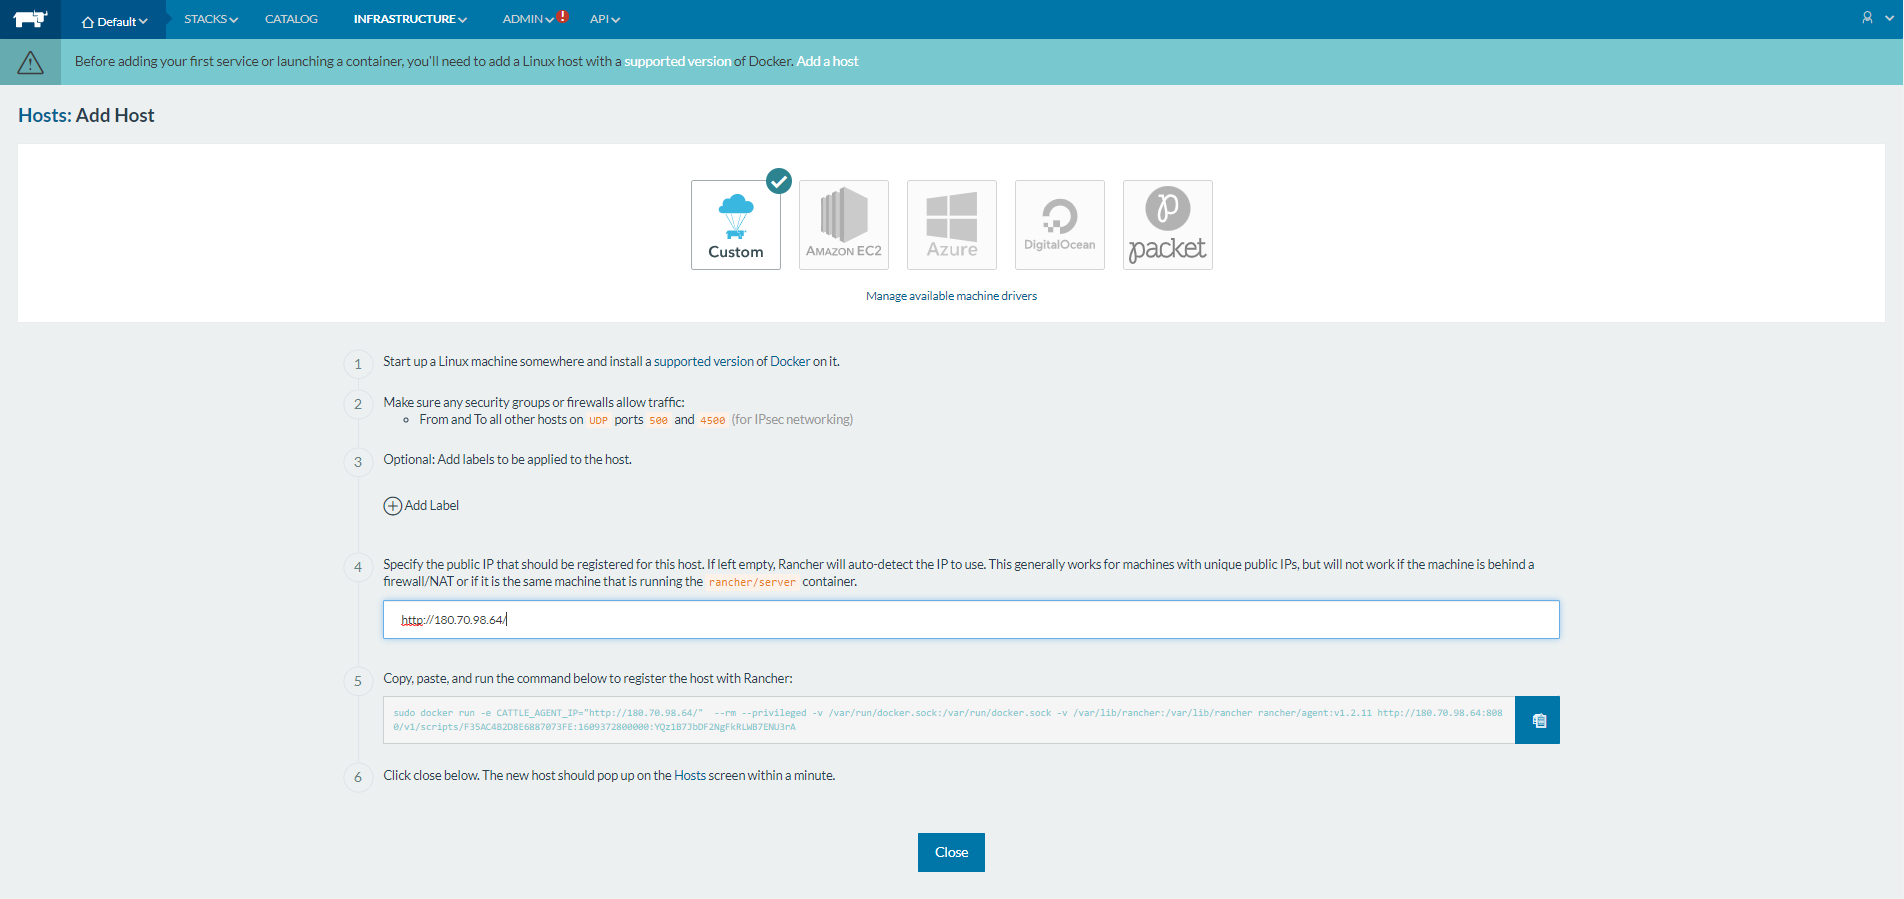 Default
STACKS
CATALOG
INFRASTRUCTURE
ADMIN
!
API
Before adding your first service or launching a container, you'll need to add a Linux host with a supported version of Docker. Add a host
Hosts: Add Host
Custom
AMAZON EC2
Azure
DigitalOcean
packet
Manage available machine drivers
1
Start up a Linux machine somewhere and install a supported version of Docker on it.
2
Make sure any security groups or firewalls allow traffic:
From and To all other hosts on UDP ports 500 and 4500 (for IPsec networking)
3
Optional: Add labels to be applied to the host.
Add Label
4
Specify the public IP that should be registered for this host. If left empty, Rancher will auto-detect the IP to use. This generally works for machines with unique public IPs, but will not work if the machine is behind a
firewall/NAT or if it is the same machine that is running the rancher/server container.
http://180.70.98.64/
5
Copy, paste, and run the command below to register the host with Rancher:
sudo docker run -e CATTLE_AGENT_IP="http://180.70.98.64/"  --rm --privileged -v /var/run/docker.sock:/var/run/docker.sock -v /var/lib/rancher:/var/lib/rancher rancher/agent:v1.2.11 http://180.70.98.64:808
0/v1/scripts/F35AC4B2D8E6887073FE:1609372800000:YQz1B7JbDF2NgFkRLWB7ENU3rA
6
Click close below. The new host should pop up on the Hosts screen within a minute.
Close